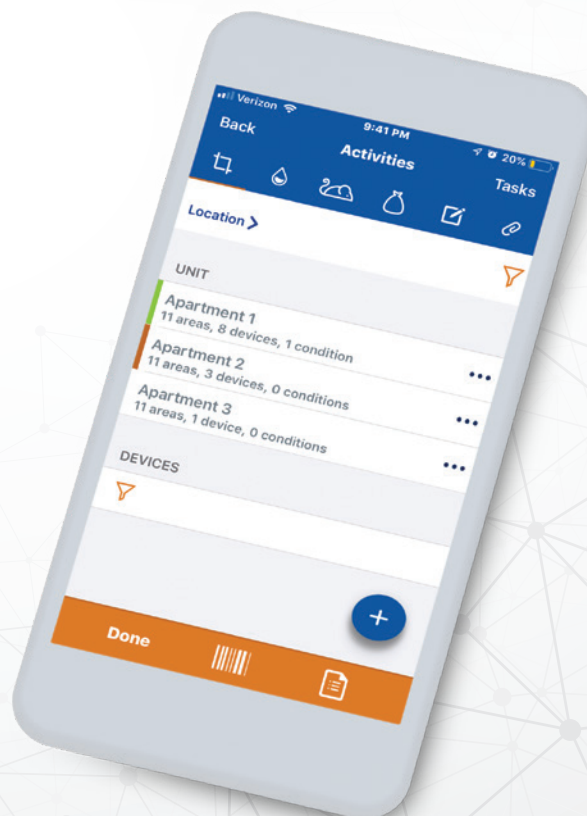 Verizon
9:41 PM
20%
Back
Activities
Tasks
Location >
UNIT
Apartment 1
11 areas, 8 devices, 1 condition
Apartment 2
11 areas, 3 devices, 0 conditions
Apartment 3
11 areas, 1 device, 0 conditions
DEVICES
+
Done